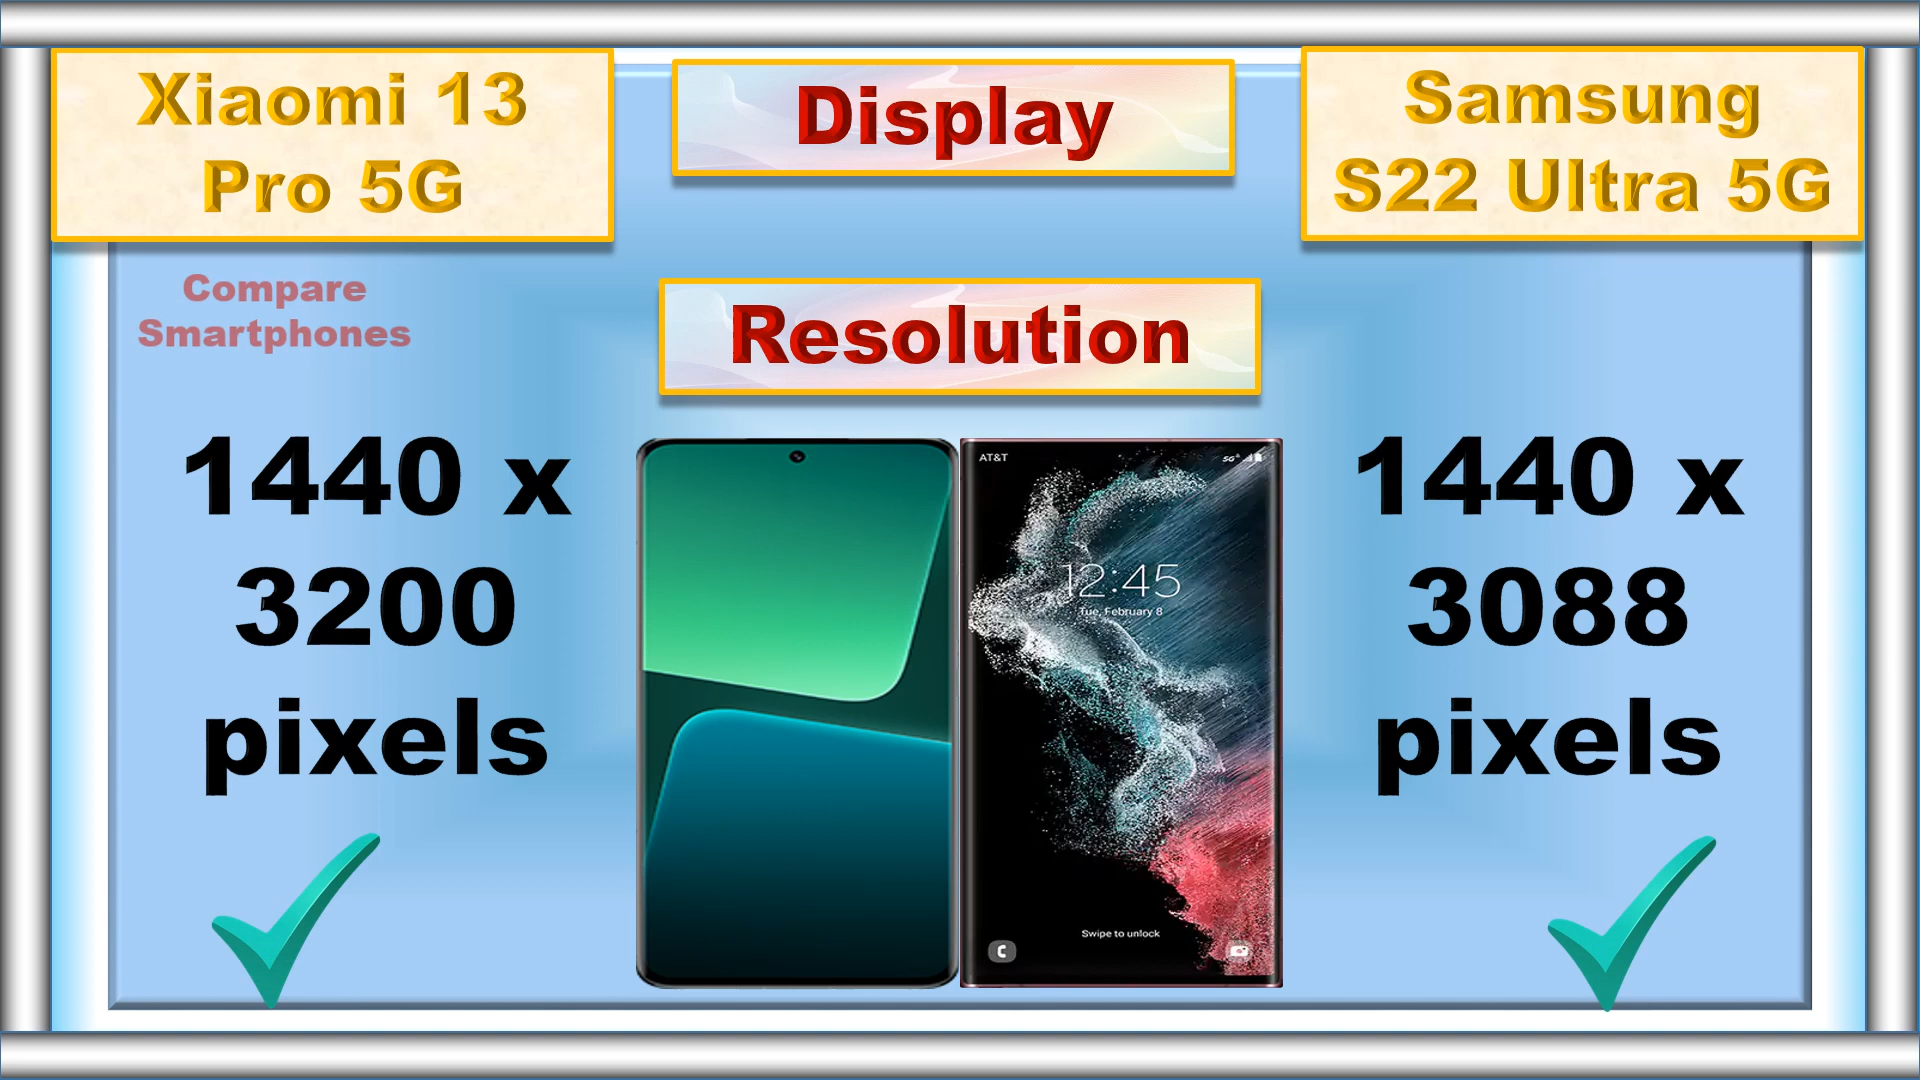 Xiaomi 13
Pro 5G
Display
Samsung
S22 Ultra 5G
Compare
Smartphones
Resolution
1440 x
3200
pixels
AT&T
5G
12:45
Tue, February 8
Swipe to unlock
1440 x
3088
pixels